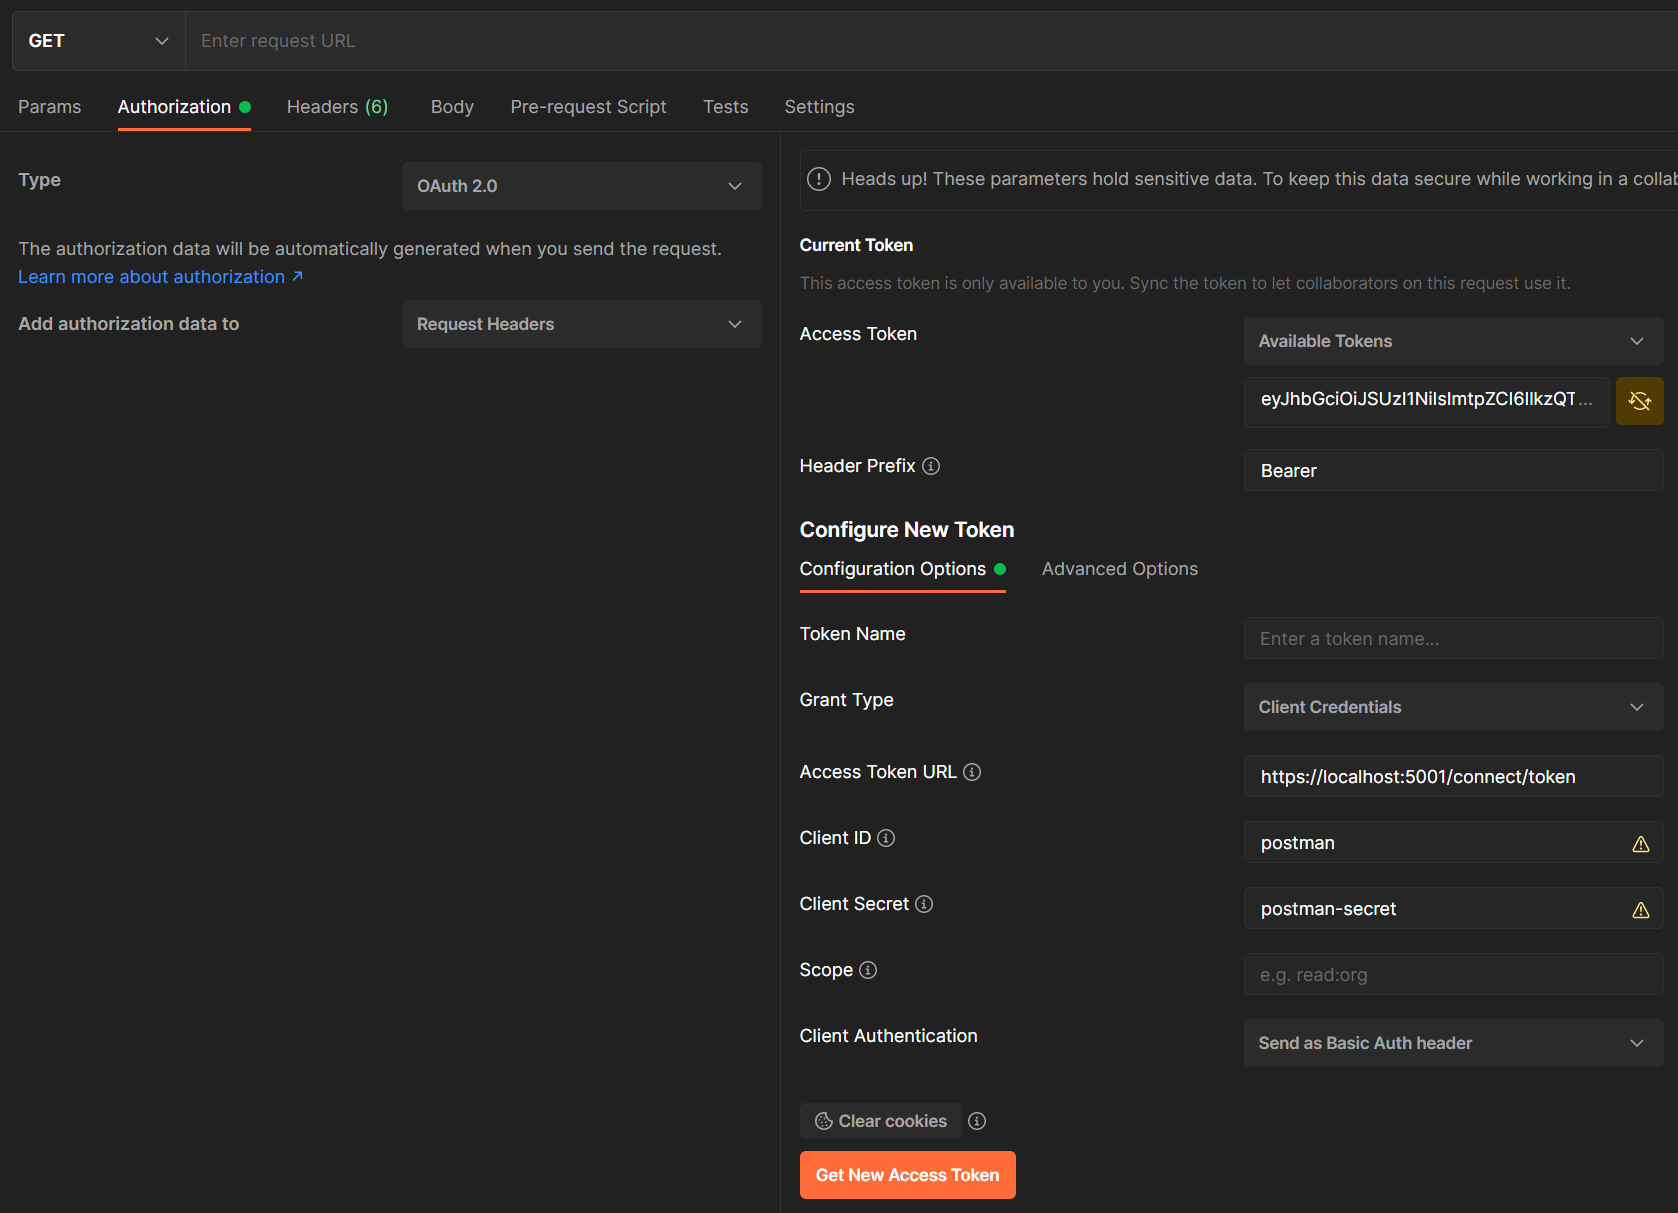 GET
Enter request URL
Params Authorization Headers (6) Body Pre-request Script Tests Settings
Type
OAuth 2.0
The authorization data will be automatically generated when you send the request.
Learn more about authorization ↗
Add authorization data to
Request Headers
Heads up! These parameters hold sensitive data. To keep this data secure while working in a collab
Current Token
This access token is only available to you. Sync the token to let collaborators on this request use it.
Access Token
Available Tokens
eyJhbGciOiJSUzI1NiIsImtpZCI6IlkzQT...
Header Prefix
Bearer
Configure New Token
Configuration Options Advanced Options
Token Name
Enter a token name...
Grant Type
Client Credentials
Access Token URL
https://localhost:5001/connect/token
Client ID
postman
Client Secret
postman-secret
Scope
e.g. read:org
Client Authentication
Send as Basic Auth header
Clear cookies
Get New Access Token